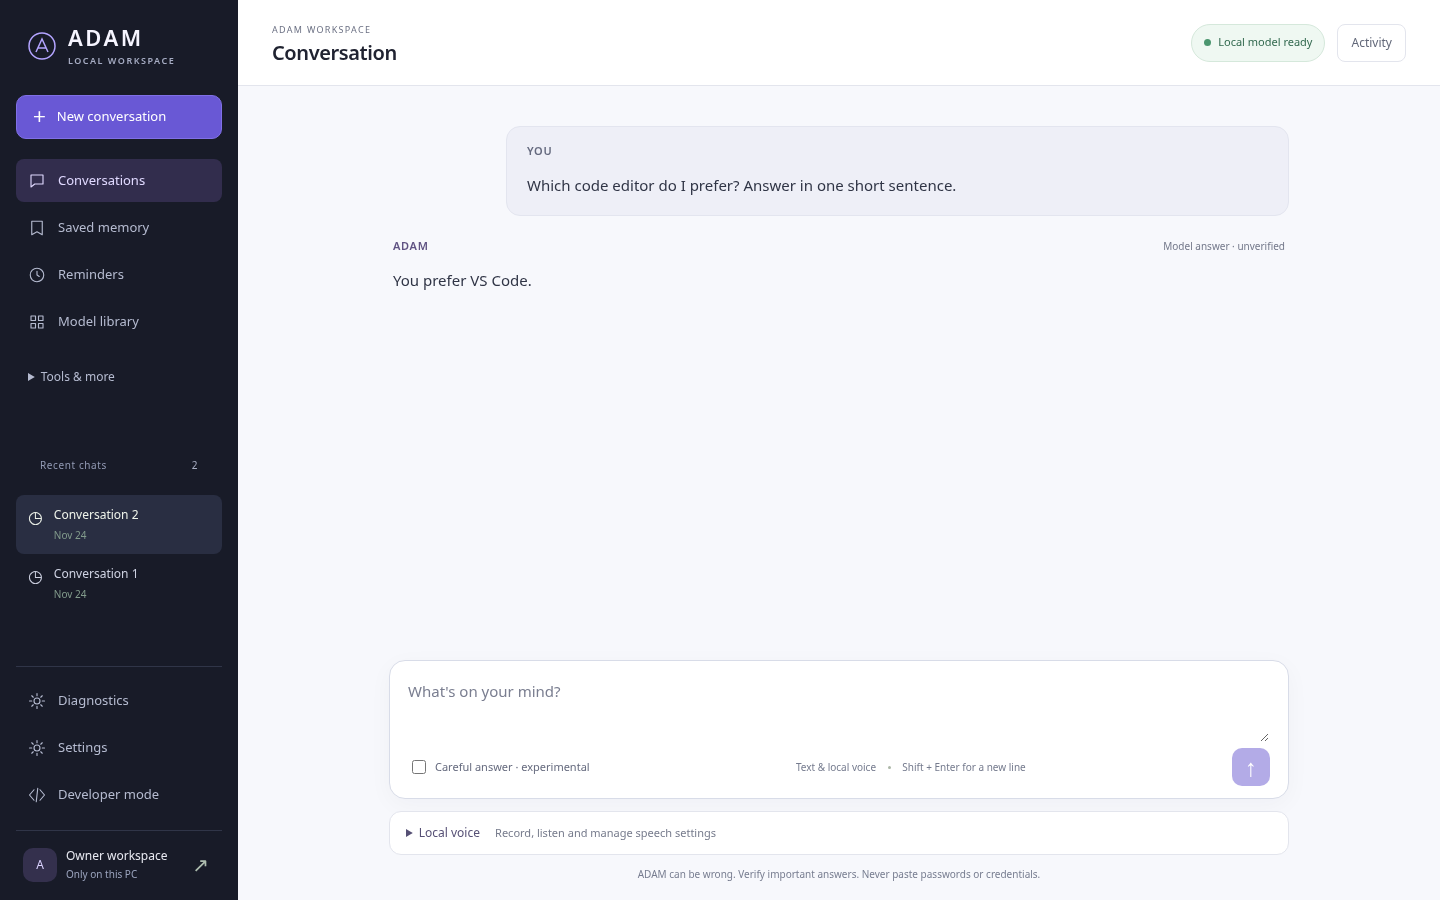 ADAM
LOCAL WORKSPACE
+ New conversation
Conversations
Saved memory
Reminders
Model library
Tools & more
Recent chats 2
Conversation 2
Nov 24
Conversation 1
Nov 24
Diagnostics
Settings
Developer mode
A
Owner workspace
Only on this PC
ADAM WORKSPACE
Conversation
Local model ready
Activity
YOU
Which code editor do I prefer? Answer in one short sentence.
ADAM
Model answer · unverified
You prefer VS Code.
What's on your mind?
Careful answer · experimental
Text & local voice • Shift + Enter for a new line
Local voice Record, listen and manage speech settings
ADAM can be wrong. Verify important answers. Never paste passwords or credentials.